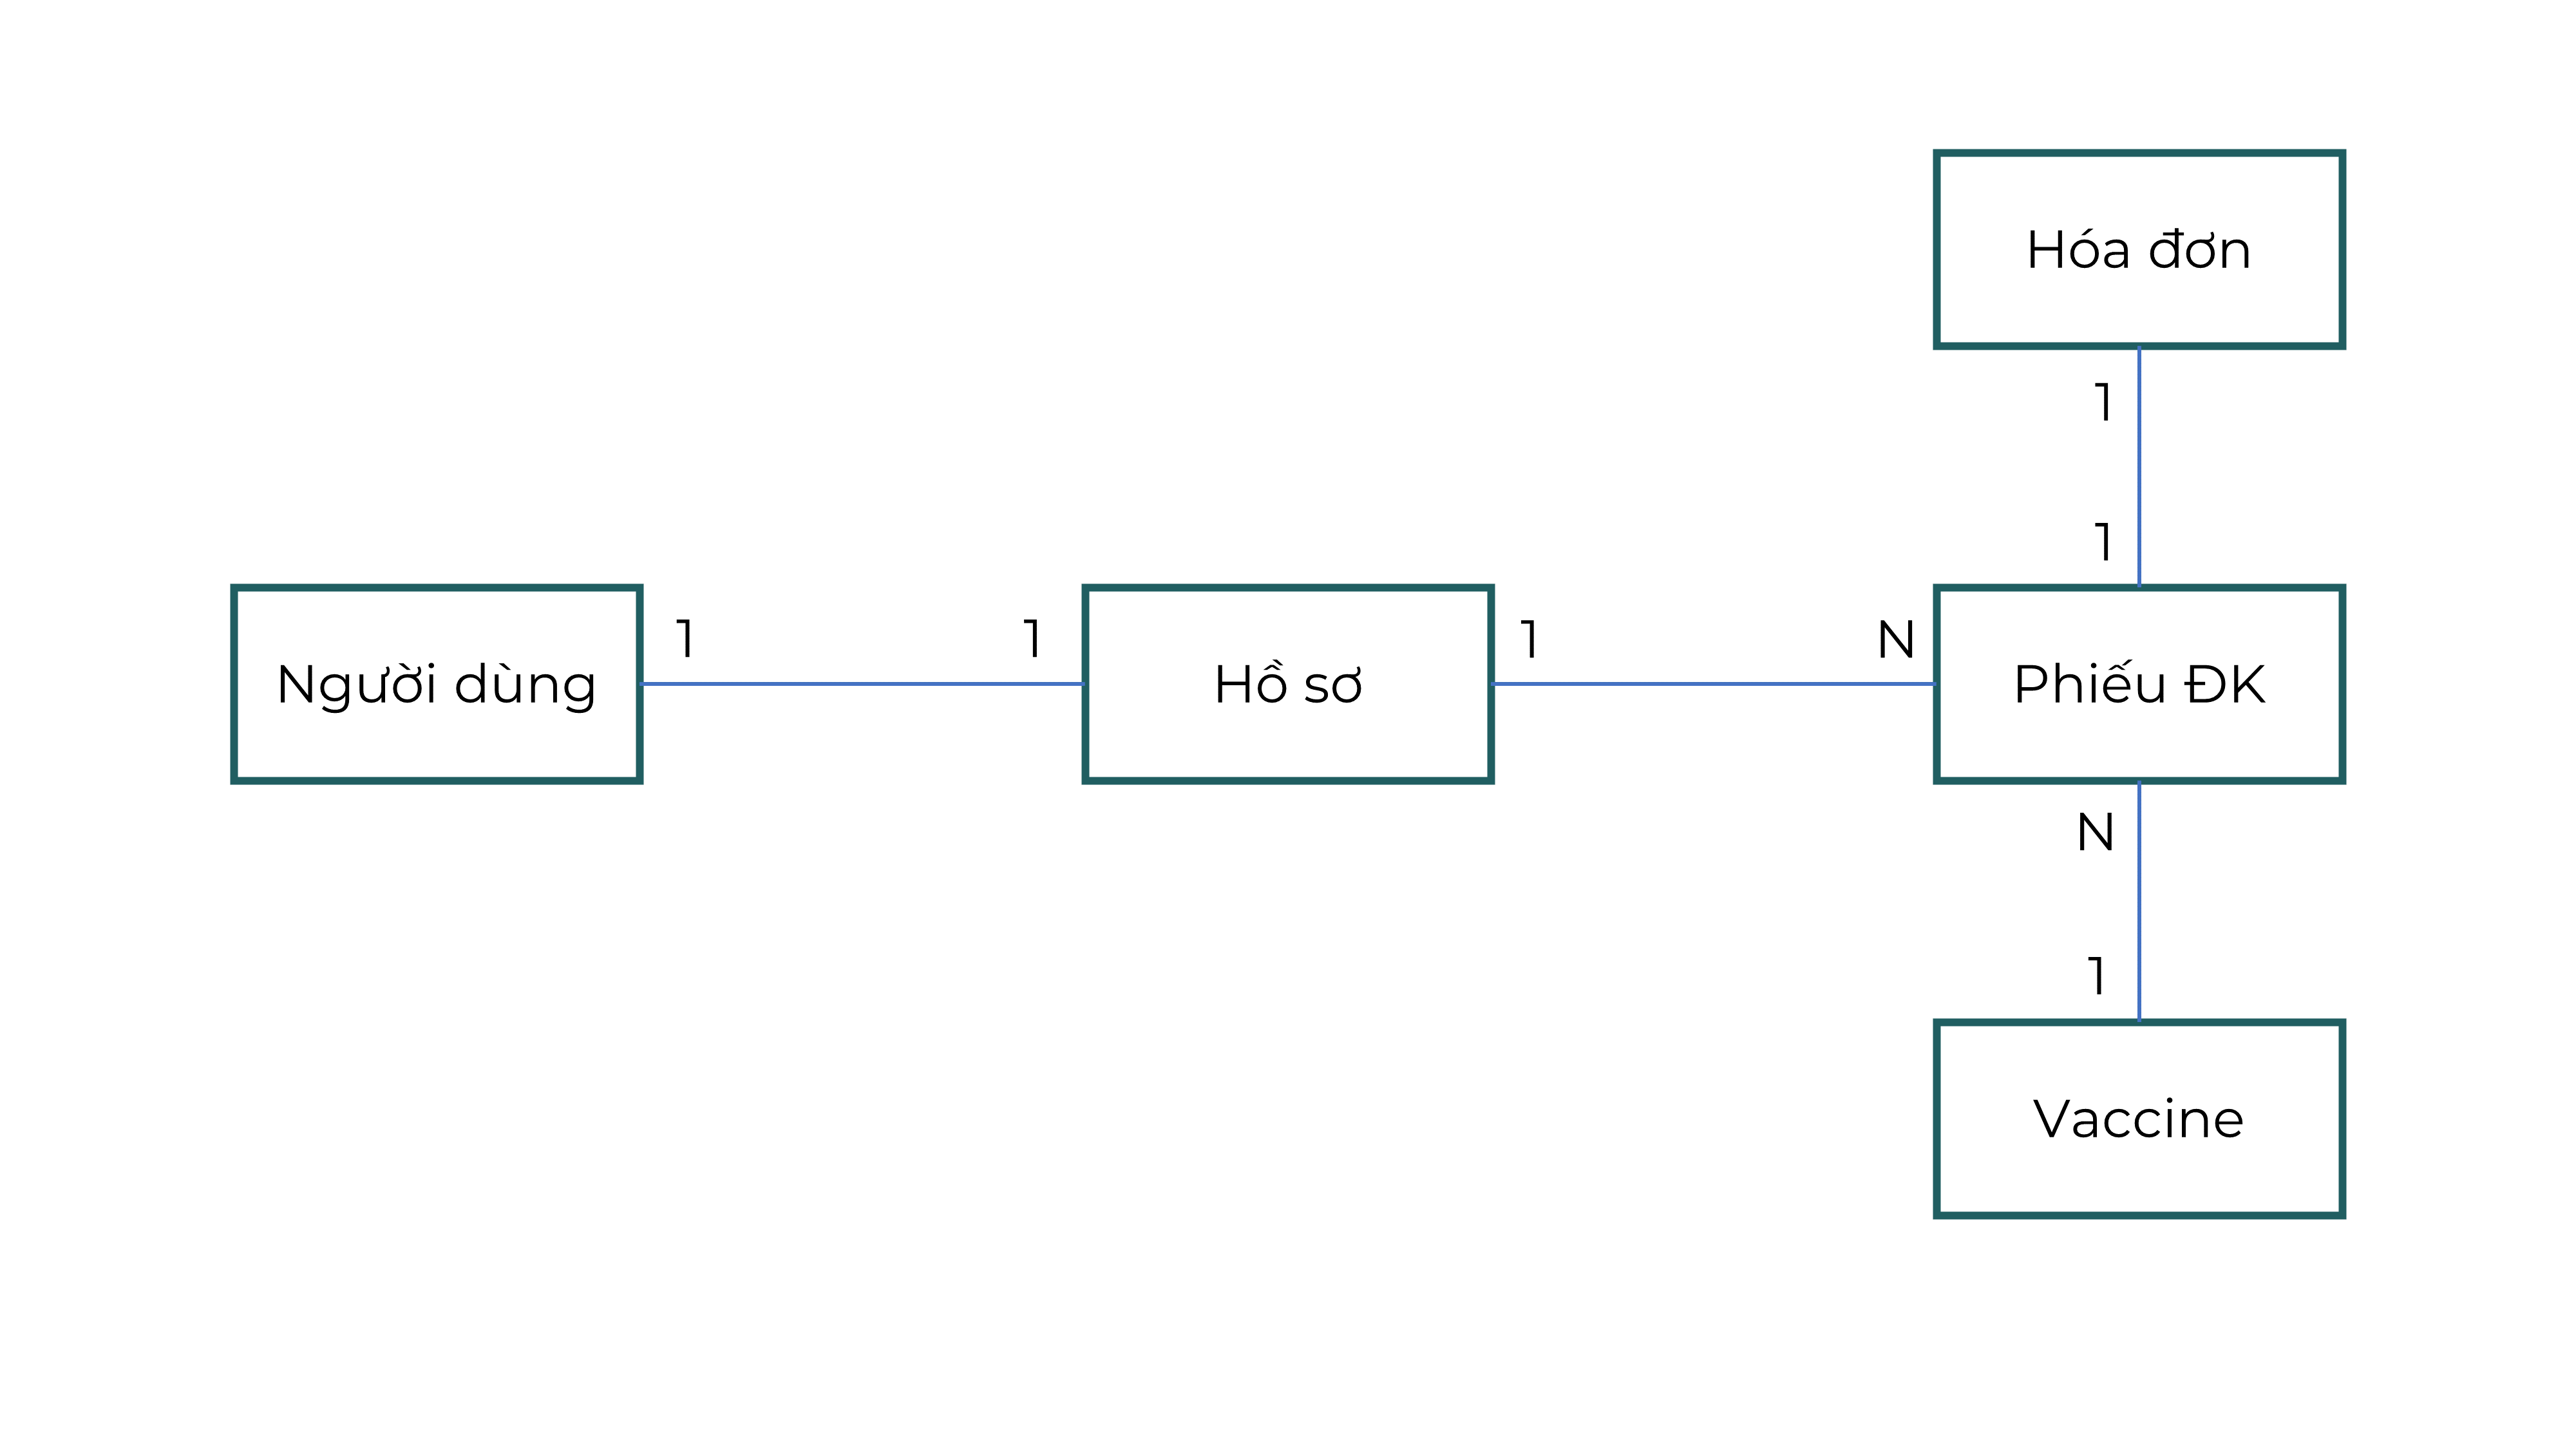 Hóa đơn
1
1
Người dùng
1
1
Hồ sơ
1
N
Phiếu ĐK
N
1
Vaccine